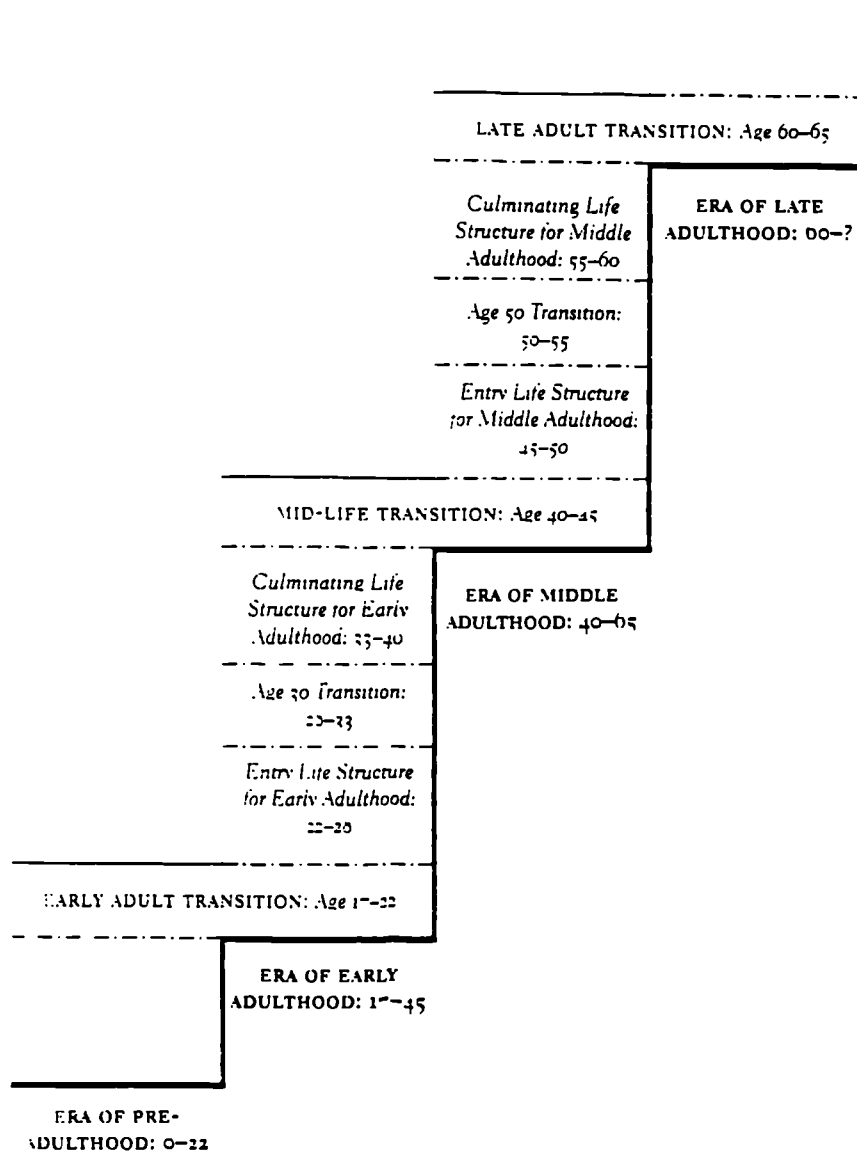 LATE ADULT TRANSITION: Age 60–65
Culminating Life
Structure for Middle
Adulthood: 55–60
ERA OF LATE
ADULTHOOD: 60–?
Age 50 Transition:
50–55
Entry Life Structure
for Middle Adulthood:
45–50
MID-LIFE TRANSITION: Age 40–45
Culminating Life
Structure for Early
Adulthood: 33–40
ERA OF MIDDLE
ADULTHOOD: 40–65
Age 30 Transition:
Entry Life Structure
for Early Adulthood:
EARLY ADULT TRANSITION: Age 17–22
ERA OF EARLY
ADULTHOOD: 17–45
ERA OF PRE-
ADULTHOOD: 0–22